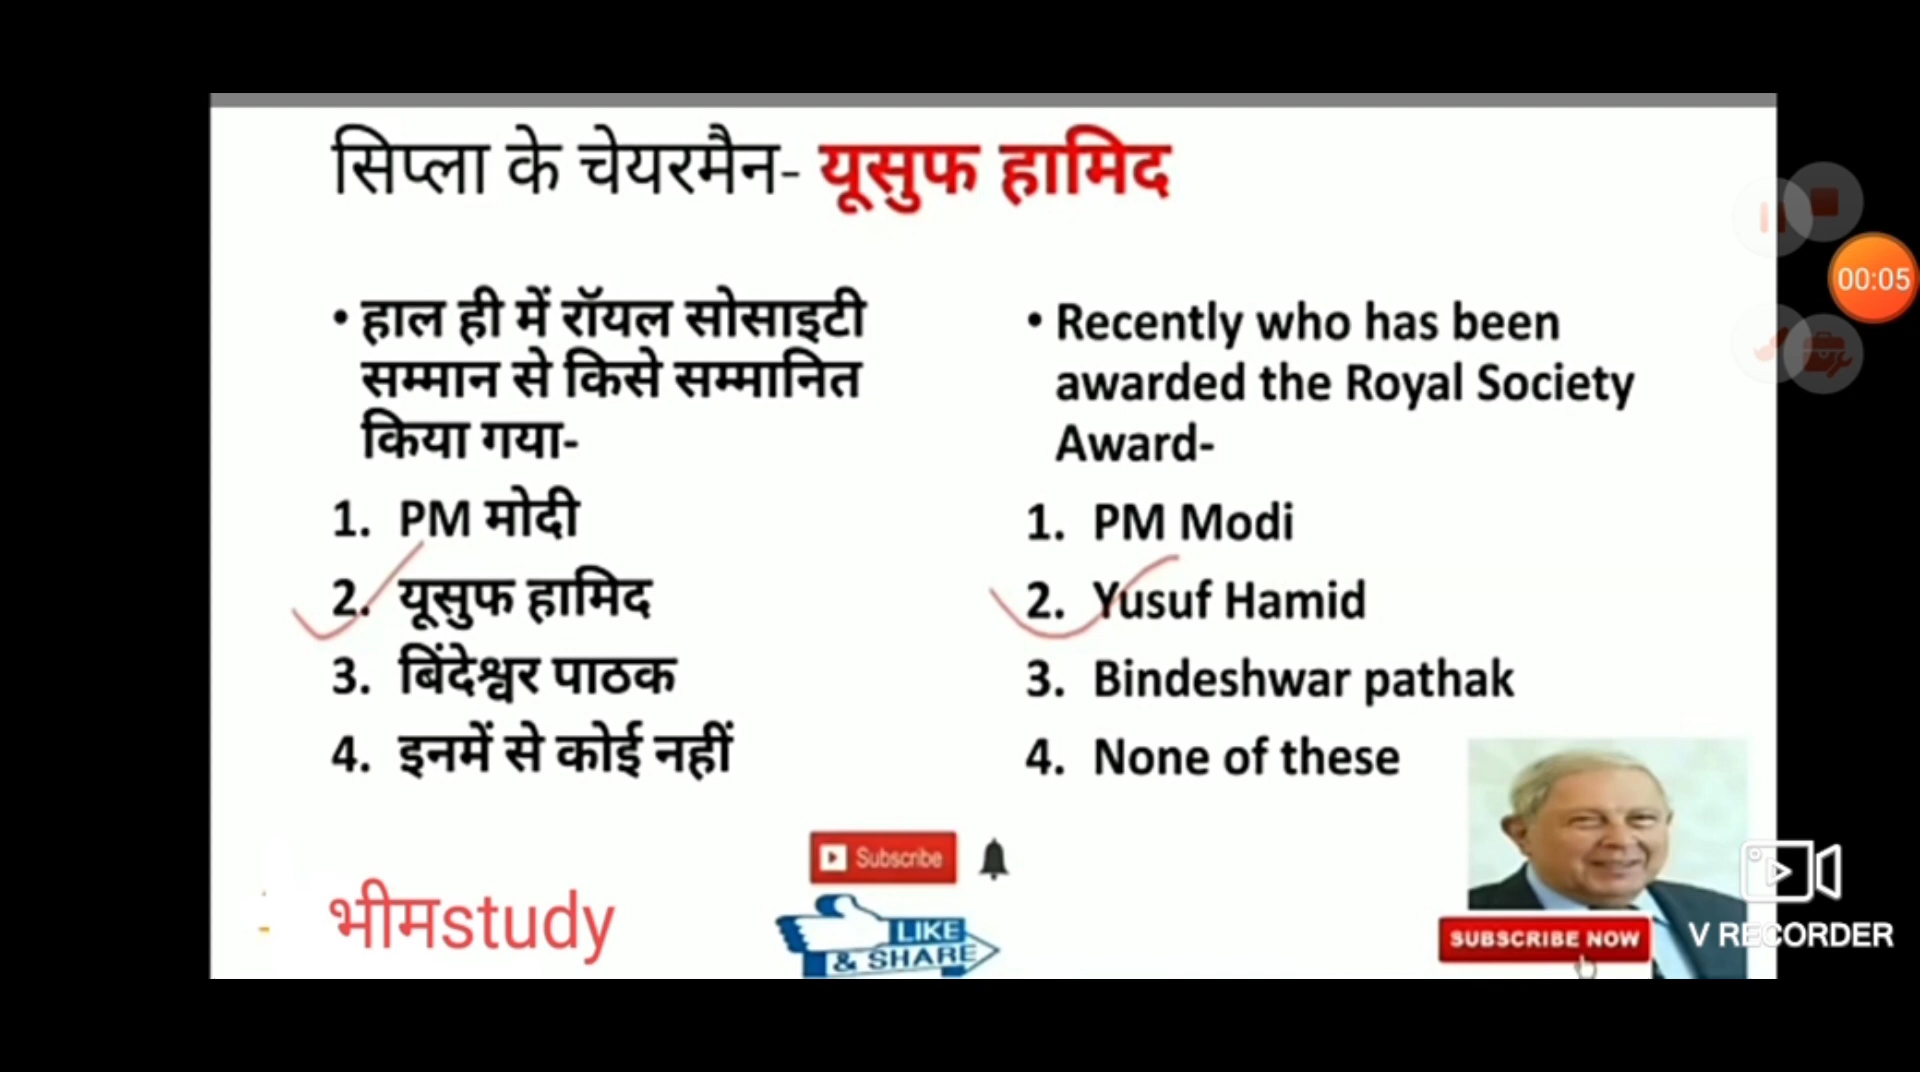 सिप्ला के चेयरमैन- यूसुफ हामिद
• हाल ही में रॉयल सोसाइटी
सम्मान से किसे सम्मानित
किया गया-
1. PM मोदी
2. यूसुफ हामिद
3. बिंदेश्वर पाठक
4. इनमें से कोई नहीं
• Recently who has been
awarded the Royal Society
Award-
1. PM Modi
2. Yusuf Hamid
3. Bindeshwar pathak
4. None of these
00:05
भीमstudy
Subscribe
LIKE
& SHARE
SUBSCRIBE NOW
V RECORDER